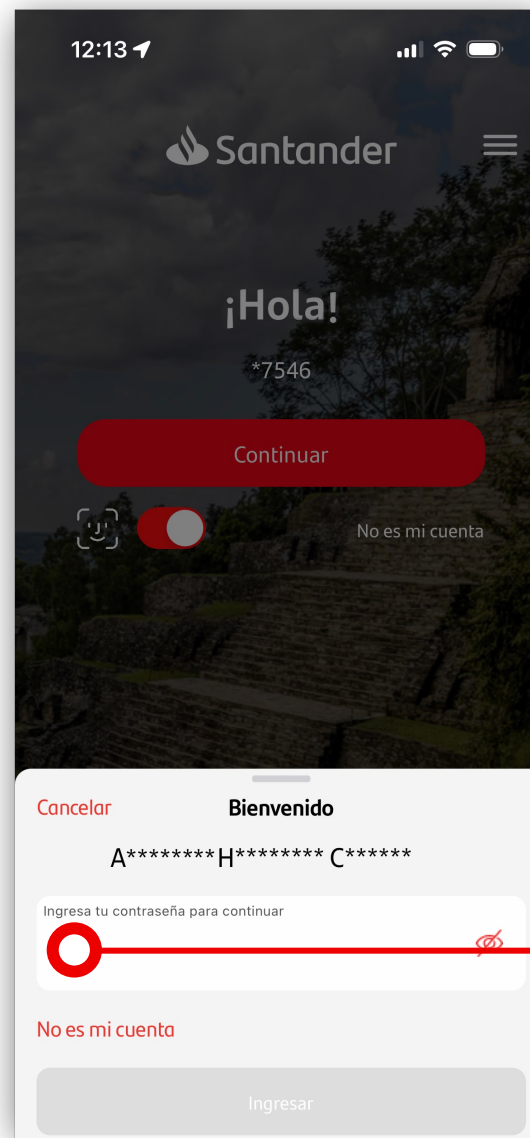 12:13
Santander
¡Hola!
*7546
Continuar
No es mi cuenta
Cancelar
Bienvenido
A******** H******** C******
Ingresa tu contraseña para continuar
No es mi cuenta
Ingresar